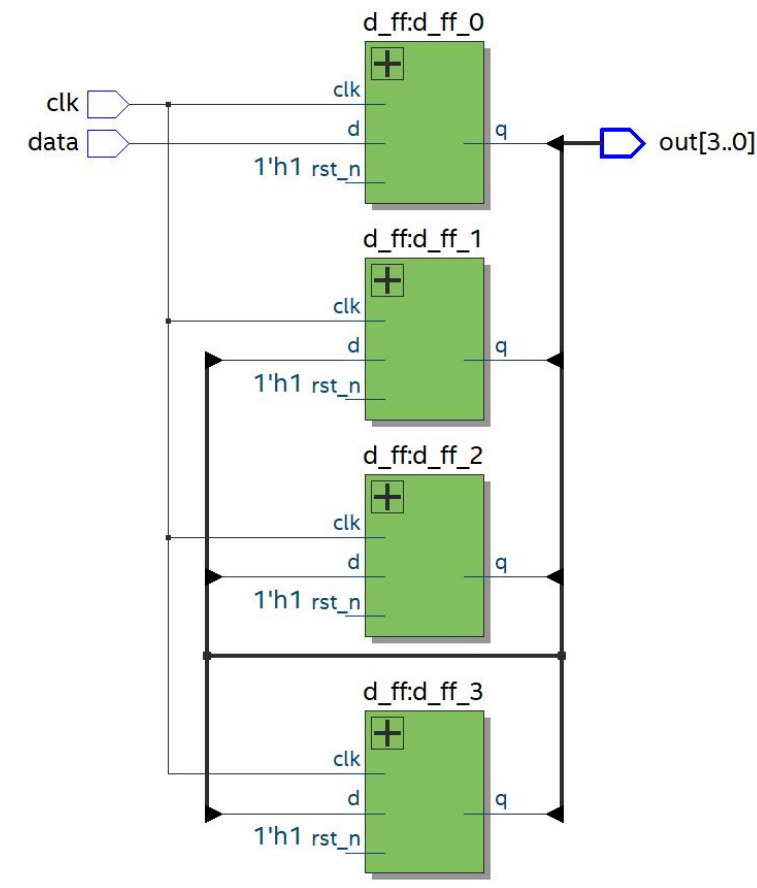 d_ff:d_ff_0
clk
clk
data
d
q
out[3..0]
1'h1 rst_n
d_ff:d_ff_1
clk
d
q
1'h1 rst_n
d_ff:d_ff_2
clk
d
q
1'h1 rst_n
d_ff:d_ff_3
clk
d
q
1'h1 rst_n